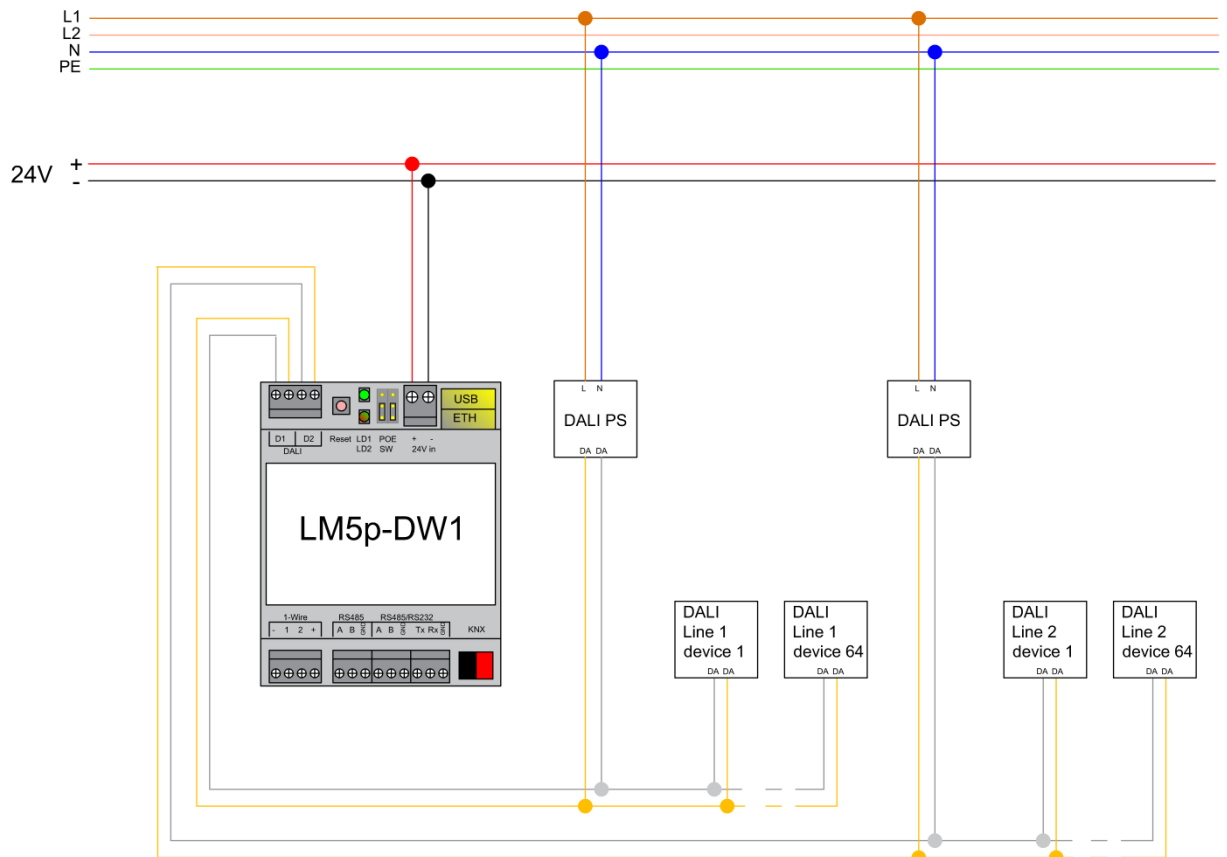 L1
L2
N
PE
24V
+
-
USB
ETH
D1 D2
DALI
Reset LD1 POE + -
LD2 SW 24V in
LM5p-DW1
1-Wire RS485 RS485/RS232
- 1 2 + A B GND A B GND Tx Rx GND KNX
L N
DALI PS
DA DA
L N
DALI PS
DA DA
DALI
Line 1
device 1
DA DA
DALI
Line 1
device 64
DA DA
DALI
Line 2
device 1
DA DA
DALI
Line 2
device 64
DA DA